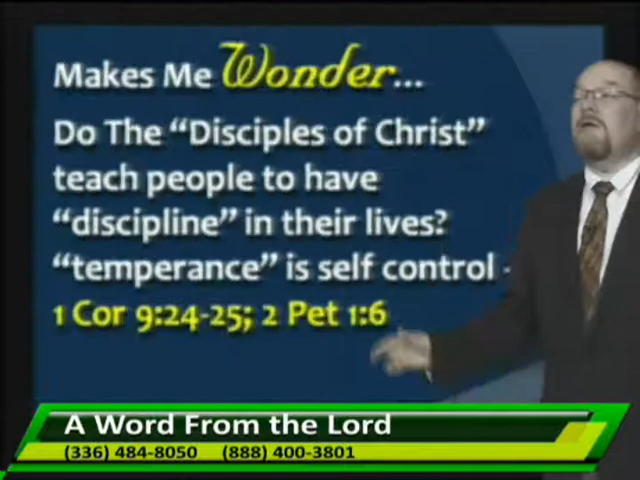 Makes Me Wonder...
Do The “Disciples of Christ”
teach people to have
“discipline” in their lives?
“temperance” is self control -
1 Cor 9:24-25; 2 Pet 1:6
A Word From the Lord
(336) 484-8050 (888) 400-3801